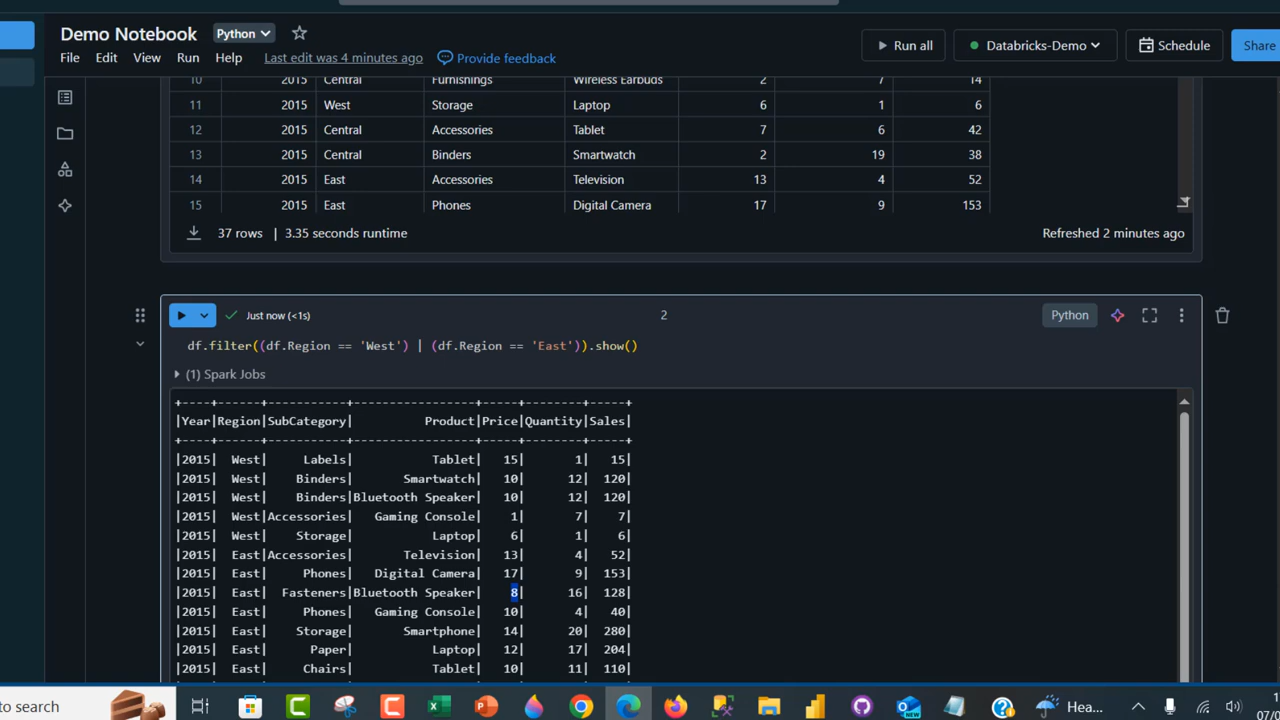 Demo Notebook Python
File Edit View Run Help Last edit was 4 minutes ago Provide feedback
Run all Databricks-Demo Schedule Share
10 2015 Central Furnishings Wireless Earbuds 2 7 14
11 2015 West Storage Laptop 6 1 6
12 2015 Central Accessories Tablet 7 6 42
13 2015 Central Binders Smartwatch 2 19 38
14 2015 East Accessories Television 13 4 52
15 2015 East Phones Digital Camera 17 9 153
37 rows | 3.35 seconds runtime Refreshed 2 minutes ago
Just now (<1s) 2 Python
df.filter((df.Region == 'West') | (df.Region == 'East')).show()
(1) Spark Jobs
+----+------+-----------+-----------------+-----+--------+-----+
|Year|Region|SubCategory|          Product|Price|Quantity|Sales|
+----+------+-----------+-----------------+-----+--------+-----+
|2015|  West|     Labels|           Tablet|   15|       1|   15|
|2015|  West|    Binders|       Smartwatch|   10|      12|  120|
|2015|  West|    Binders|Bluetooth Speaker|   10|      12|  120|
|2015|  West|Accessories|   Gaming Console|    1|       7|    7|
|2015|  West|    Storage|           Laptop|    6|       1|    6|
|2015|  East|Accessories|       Television|   13|       4|   52|
|2015|  East|     Phones|   Digital Camera|   17|       9|  153|
|2015|  East|  Fasteners|Bluetooth Speaker|    8|      16|  128|
|2015|  East|     Phones|   Gaming Console|   10|       4|   40|
|2015|  East|    Storage|       Smartphone|   14|      20|  280|
|2015|  East|      Paper|           Laptop|   12|      17|  204|
|2015|  East|     Chairs|           Tablet|   10|      11|  110|
to search
Hea...